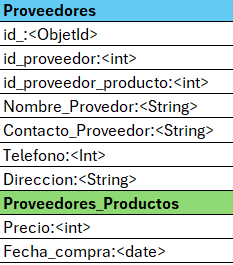 Proveedores
id_:<ObjetId>
id_proveedor:<int>
id_proveedor_producto:<int>
Nombre_Provedor:<String>
Contacto_Proveedor:<String>
Telefono:<Int>
Direccion:<String>
Proveedores_Productos
Precio:<int>
Fecha_compra:<date>